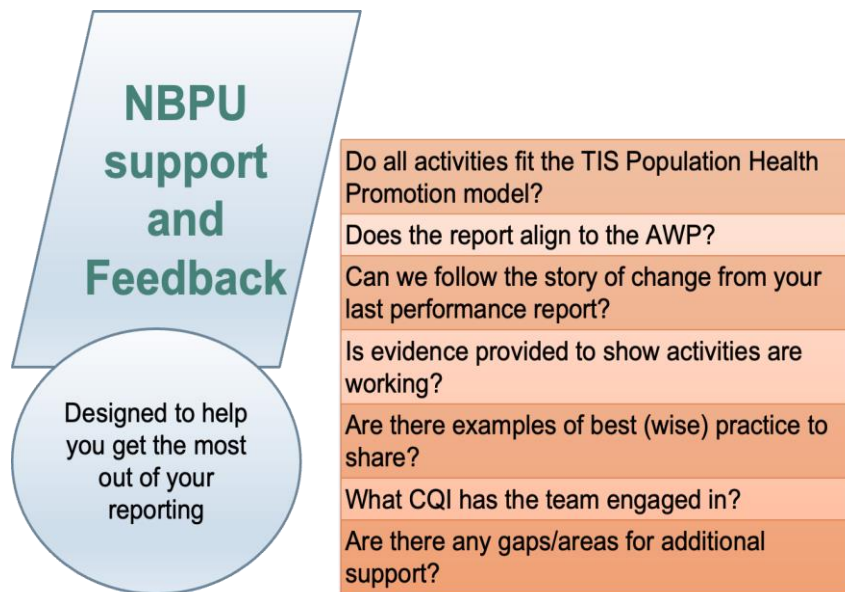 NBPU
support
and
Feedback
Designed to help
you get the most
out of your
reporting
Do all activities fit the TIS Population Health
Promotion model?
Does the report align to the AWP?
Can we follow the story of change from your
last performance report?
Is evidence provided to show activities are
working?
Are there examples of best (wise) practice to
share?
What CQI has the team engaged in?
Are there any gaps/areas for additional
support?